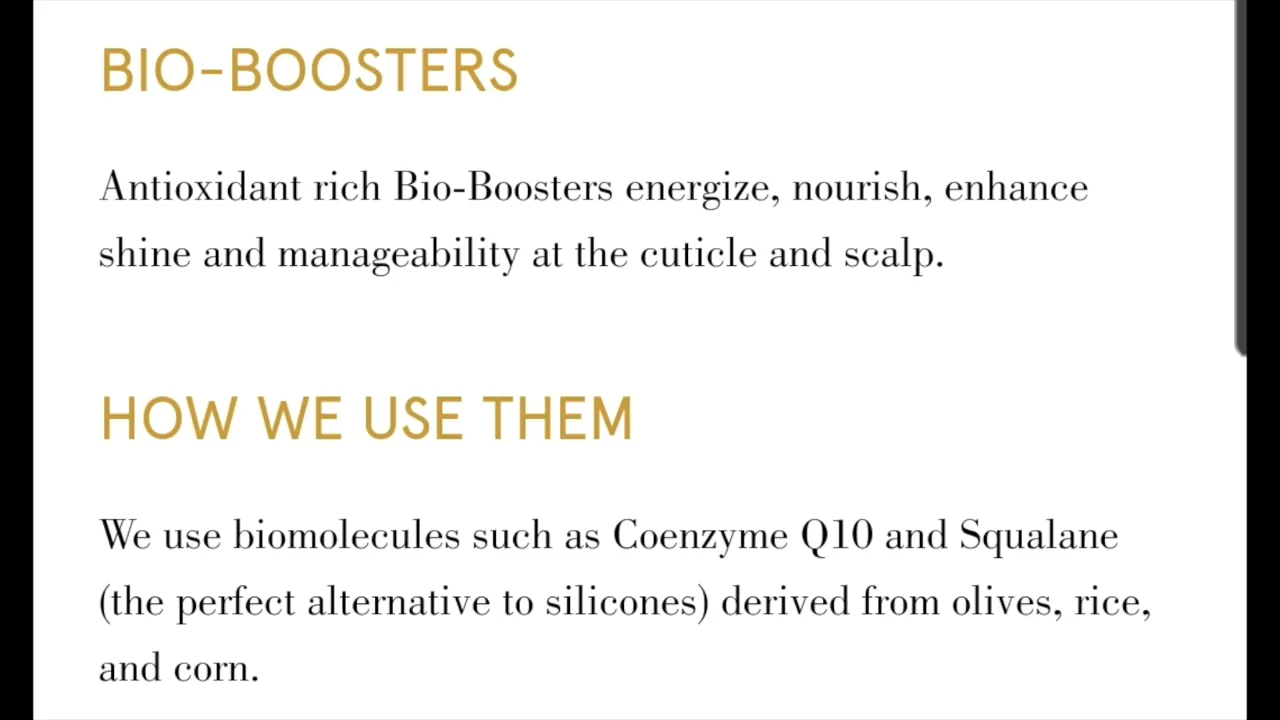 BIO-BOOSTERS
Antioxidant rich Bio-Boosters energize, nourish, enhance
shine and manageability at the cuticle and scalp.
HOW WE USE THEM
We use biomolecules such as Coenzyme Q10 and Squalane
(the perfect alternative to silicones) derived from olives, rice,
and corn.